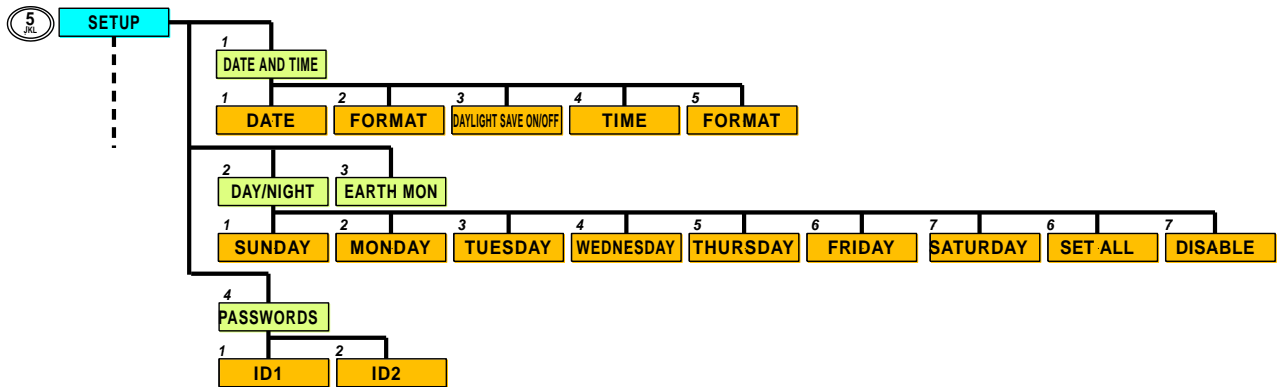 5 SETUP
JKL
1
DATE AND TIME
1 2 3 4 5
DATE FORMAT DAYLIGHT SAVE ON/OFF TIME FORMAT
2 3
DAY/NIGHT EARTH MON
1 2 3 4 5 6 7 6 7
SUNDAY MONDAY TUESDAY WEDNESDAY THURSDAY FRIDAY SATURDAY SET ALL DISABLE
4
PASSWORDS
1 2
ID1 ID2